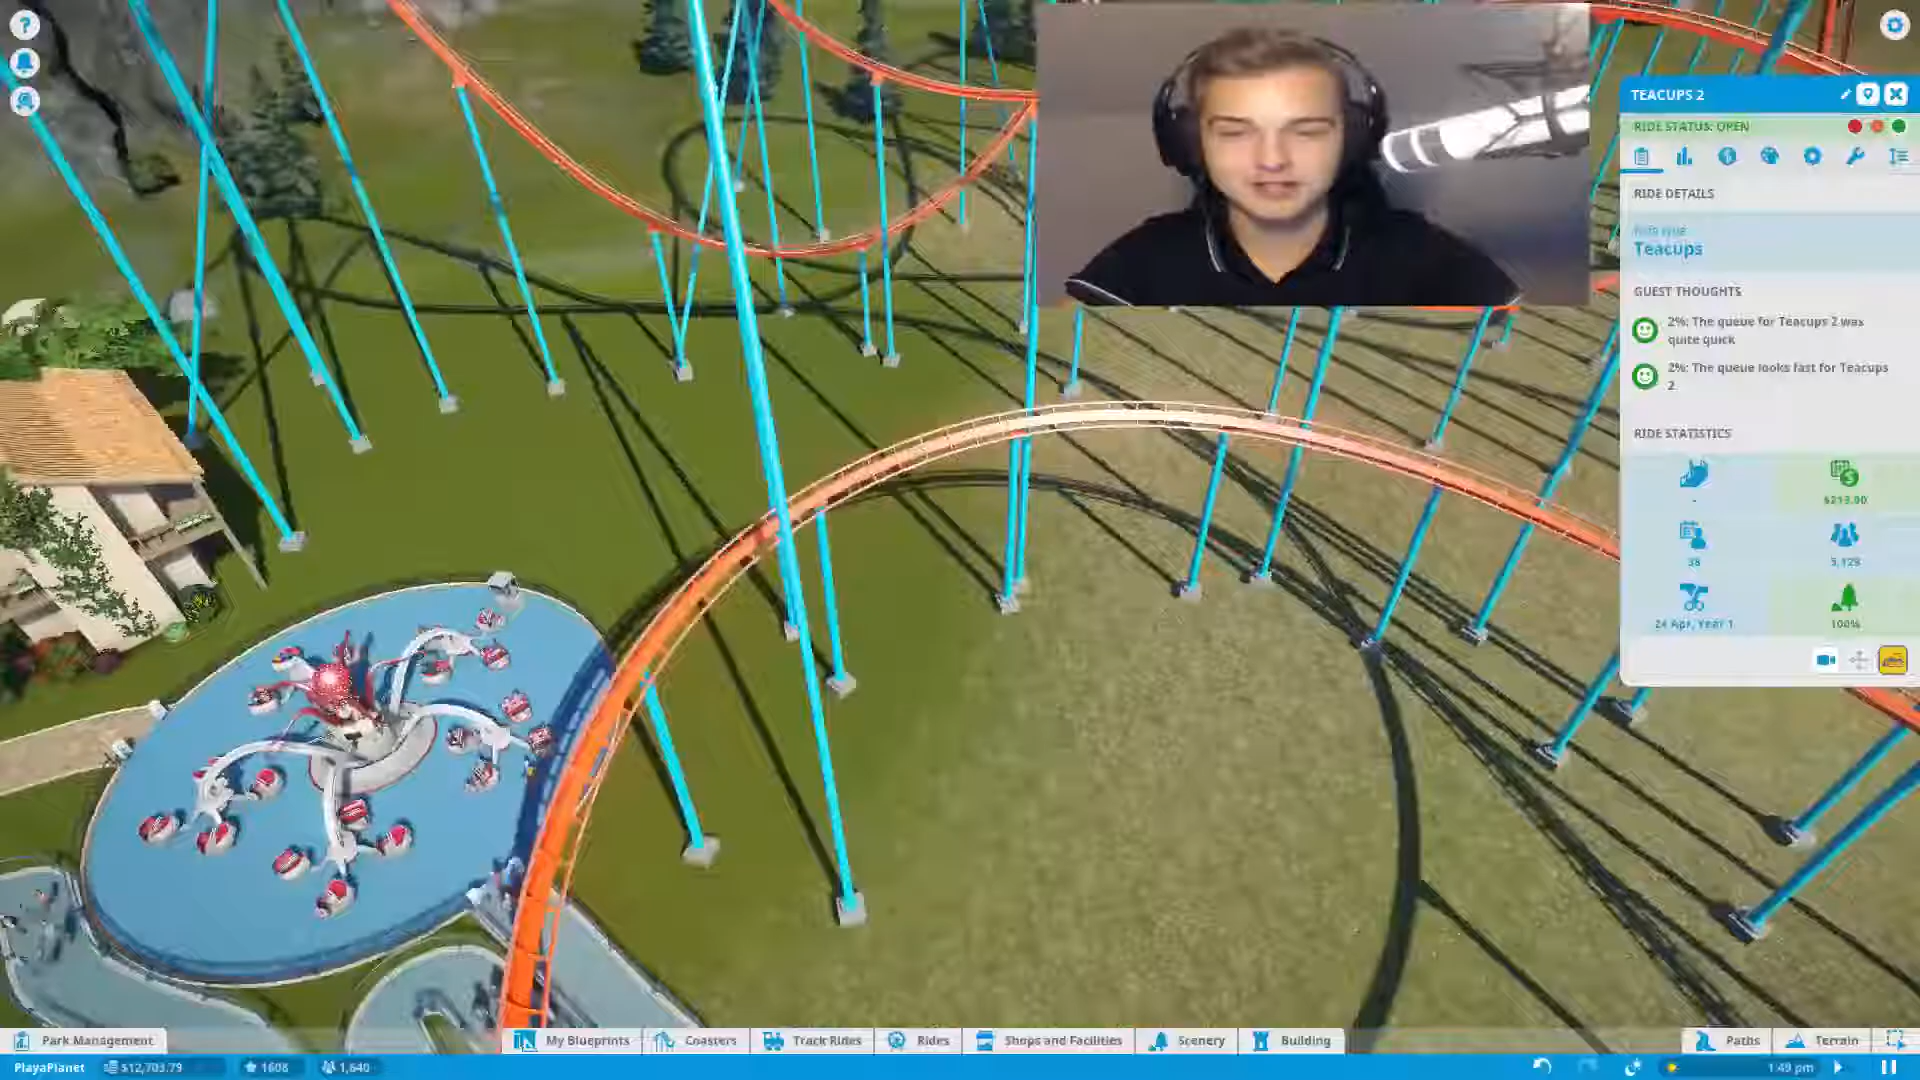 ?
TEACUPS 2
RIDE STATUS: OPEN
RIDE DETAILS
Teacups
GUEST THOUGHTS
2%: The queue for Teacups 2 was
quite quick
2%: The queue looks fast for Teacups
2
RIDE STATISTICS
-
$213.00
38
5,129
24 Apr, Year 1
100%
Park Management
My Blueprints
Coasters
Track Rides
Rides
Shops and Facilities
Scenery
Building
Paths
Terrain
PlayaPlanet
$12,703.79
1608
1,640
1:49 pm